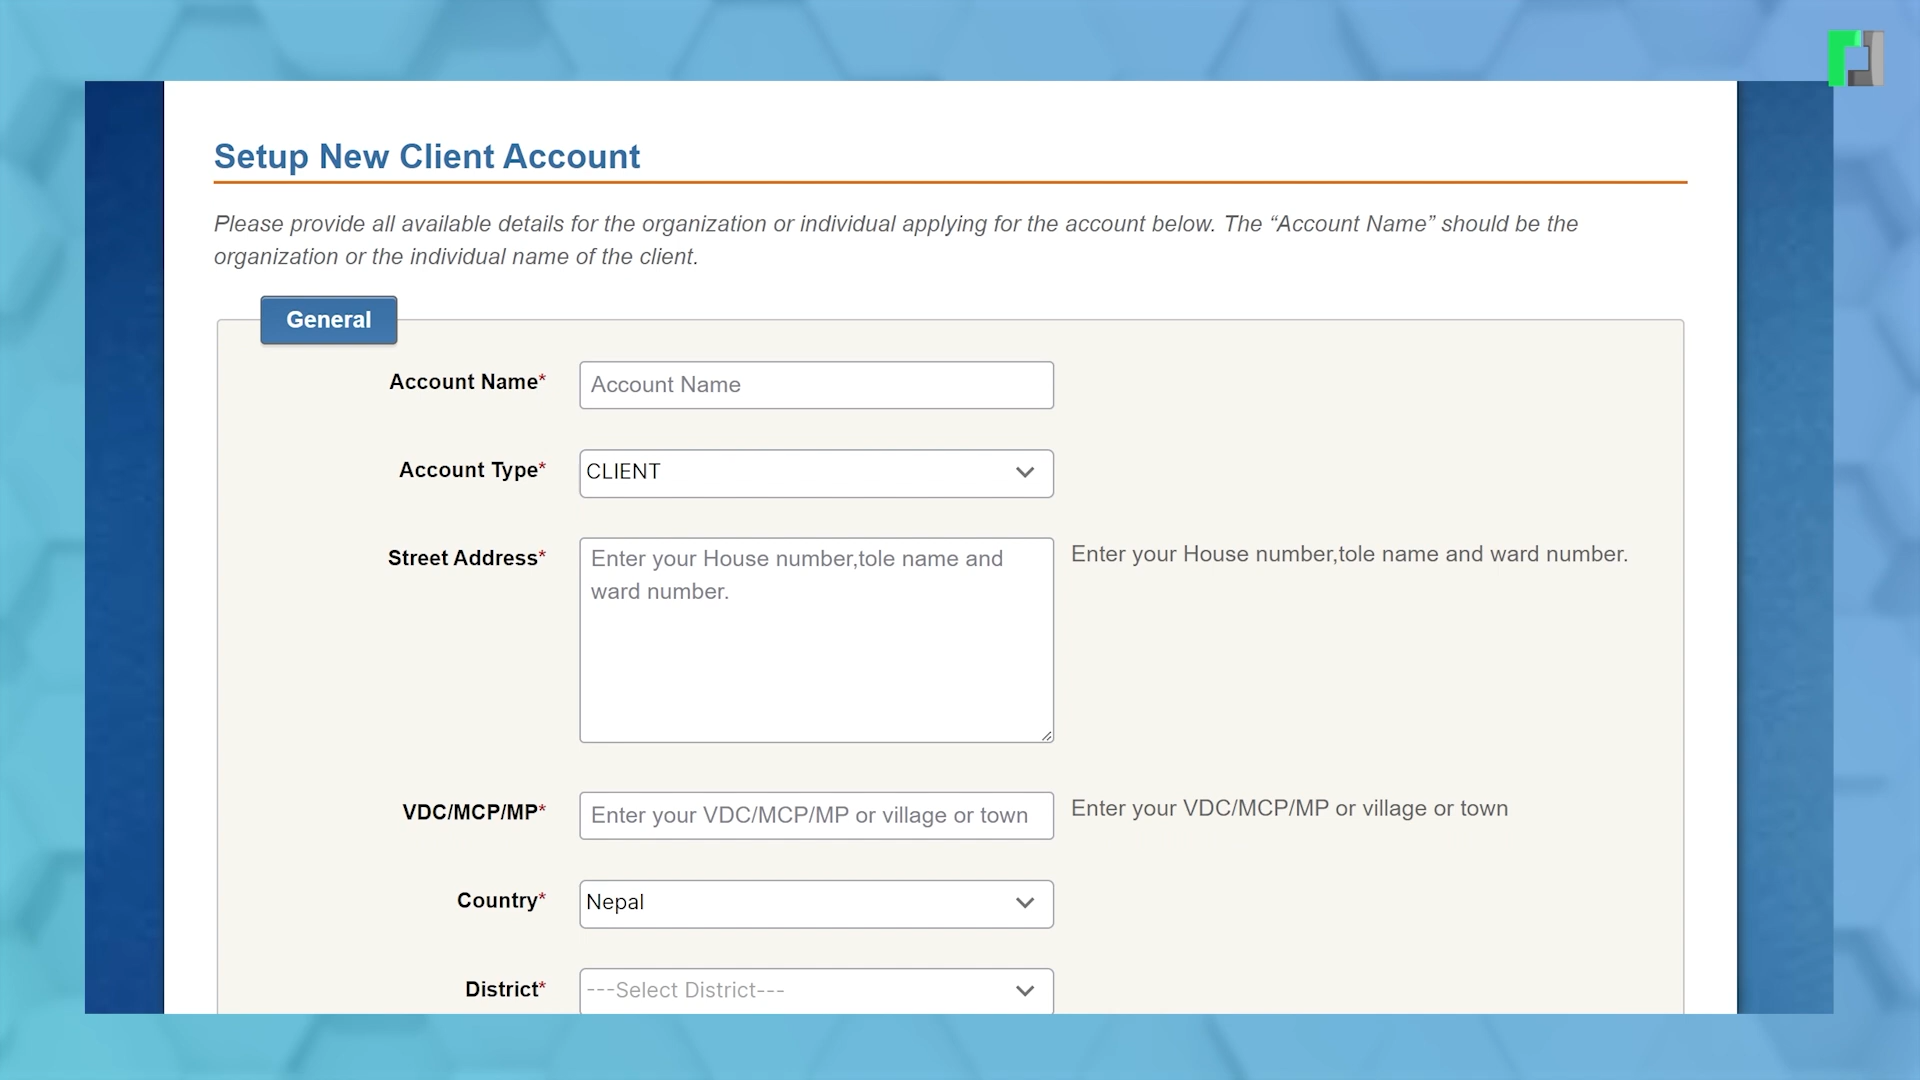 Setup New Client Account
Please provide all available details for the organization or individual applying for the account below. The “Account Name” should be the
organization or the individual name of the client.
General
Account Name*
Account Name
Account Type*
CLIENT
Street Address*
Enter your House number,tole name and
ward number.
Enter your House number,tole name and ward number.
VDC/MCP/MP*
Enter your VDC/MCP/MP or village or town
Enter your VDC/MCP/MP or village or town
Country*
Nepal
District*
---Select District---